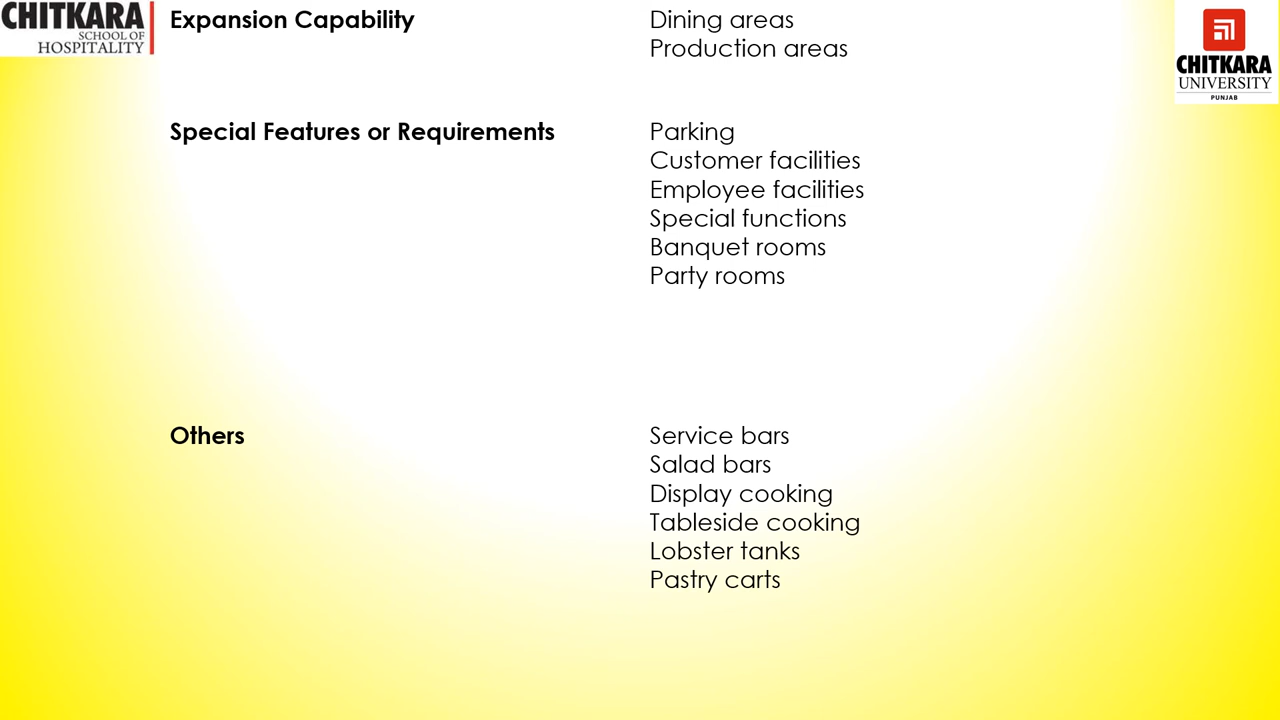 CHITKARA
SCHOOL OF
HOSPITALITY
CHITKARA
UNIVERSITY
PUNJAB
Expansion Capability
Dining areas
Production areas
Special Features or Requirements
Parking
Customer facilities
Employee facilities
Special functions
Banquet rooms
Party rooms
Others
Service bars
Salad bars
Display cooking
Tableside cooking
Lobster tanks
Pastry carts